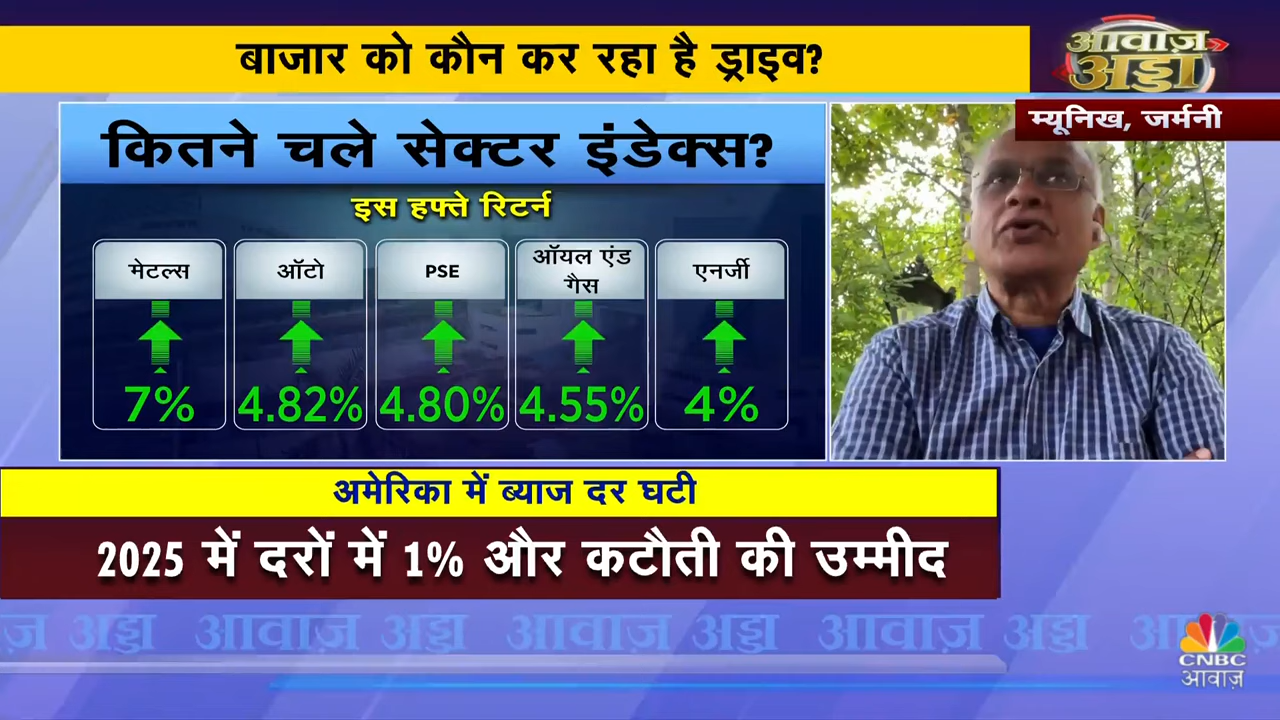 बाजार को कौन कर रहा है ड्राइव?
आवाज़
अड्डा
म्यूनिख, जर्मनी
कितने चले सेक्टर इंडेक्स?
इस हफ्ते रिटर्न
मेटल्स
7%
ऑटो
4.82%
PSE
4.80%
ऑयल एंड
गैस
4.55%
एनर्जी
4%
अमेरिका में ब्याज दर घटी
2025 में दरों में 1% और कटौती की उम्मीद
अड्डा आवाज़ अड्डा आवाज़ अड्डा आवाज़ अड्डा
CNBC
आवाज़